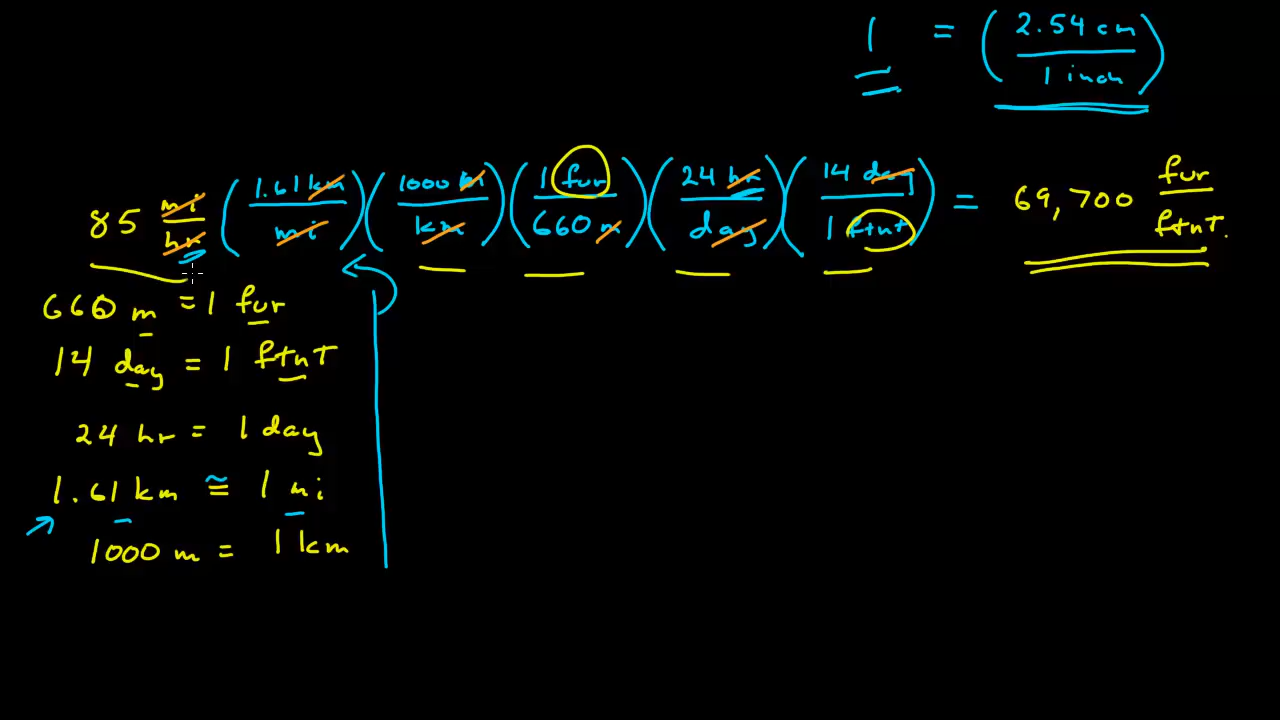 1 = (2.54 cm / 1 inch)
85 mi/hr (1.61 km / mi)(1000 m / km)(1 fur / 660 m)(24 hr / day)(14 day / 1 ftnt) = 69,700 fur/ftnt.
660 m = 1 fur
14 day = 1 ftnt
24 hr = 1 day
1.61 km ≅ 1 mi
1000 m = 1 km